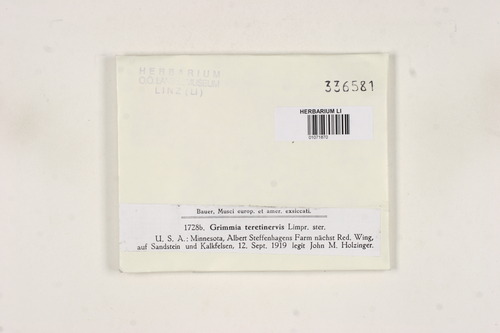 HERBARIUM
LINZ (LI)
336581
HERBARIUM LI
Bauer, Musci europ. et amer. exsiccati.
1728b. Grimmia teretinervis Limpr. ster.
U. S. A.: Minnesota, Albert Steffenhagens Farm nächst Red. Wing,
auf Sandstein und Kalkfelsen, 12. Sept. 1919 legit John M. Holzinger.